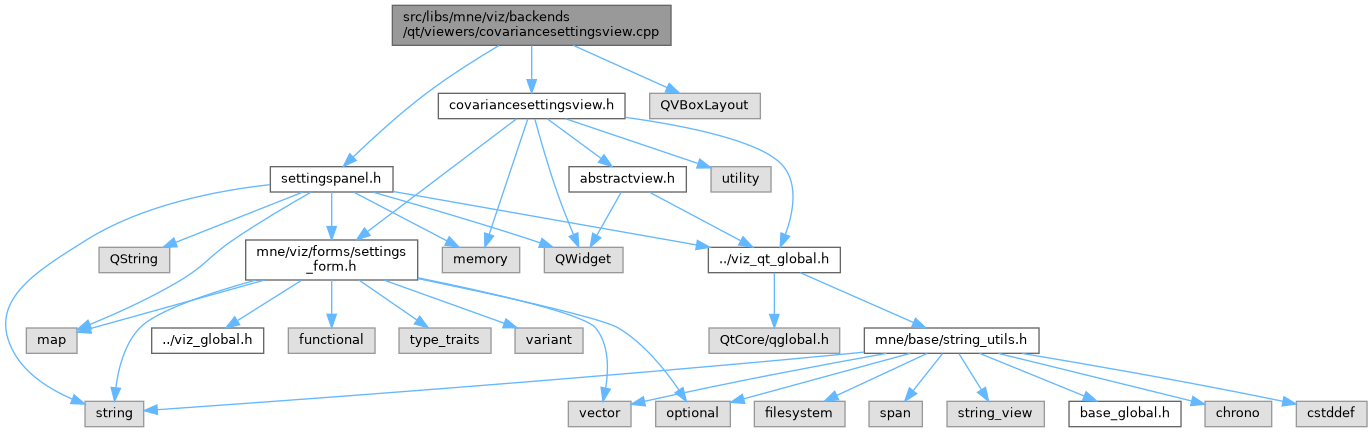 src/libs/mne/viz/backends
/qt/viewers/covariancesettingsview.cpp
covariancesettingsview.h
QVBoxLayout
settingspanel.h
abstractview.h
utility
QString
mne/viz/forms/settings
_form.h
memory
QWidget
../viz_qt_global.h
map
../viz_global.h
functional
type_traits
variant
QtCore/qglobal.h
mne/base/string_utils.h
string
vector
optional
filesystem
span
string_view
base_global.h
chrono
cstddef